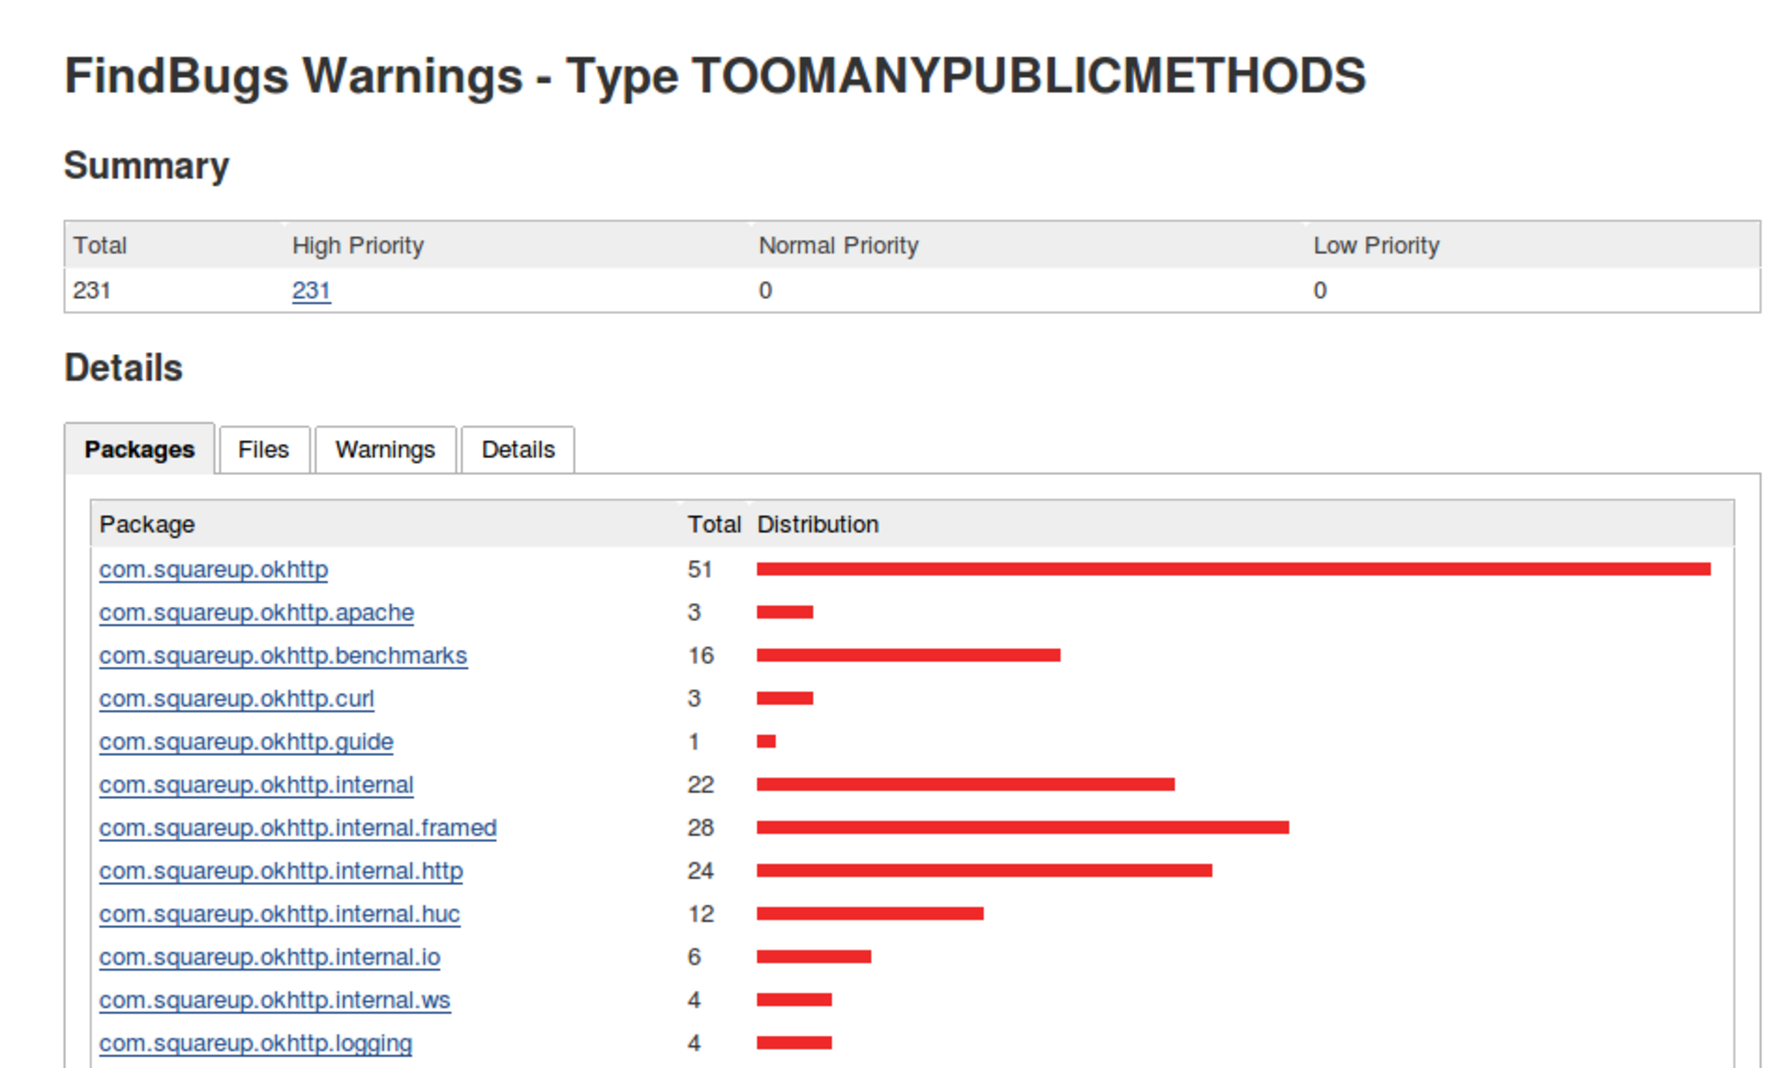 FindBugs Warnings - Type TOOMANYPUBLICMETHODS
Summary
Total High Priority Normal Priority Low Priority
231 231 0 0
Details
Packages Files Warnings Details
Package Total Distribution
com.squareup.okhttp 51
com.squareup.okhttp.apache 3
com.squareup.okhttp.benchmarks 16
com.squareup.okhttp.curl 3
com.squareup.okhttp.guide 1
com.squareup.okhttp.internal 22
com.squareup.okhttp.internal.framed 28
com.squareup.okhttp.internal.http 24
com.squareup.okhttp.internal.huc 12
com.squareup.okhttp.internal.io 6
com.squareup.okhttp.internal.ws 4
com.squareup.okhttp.logging 4